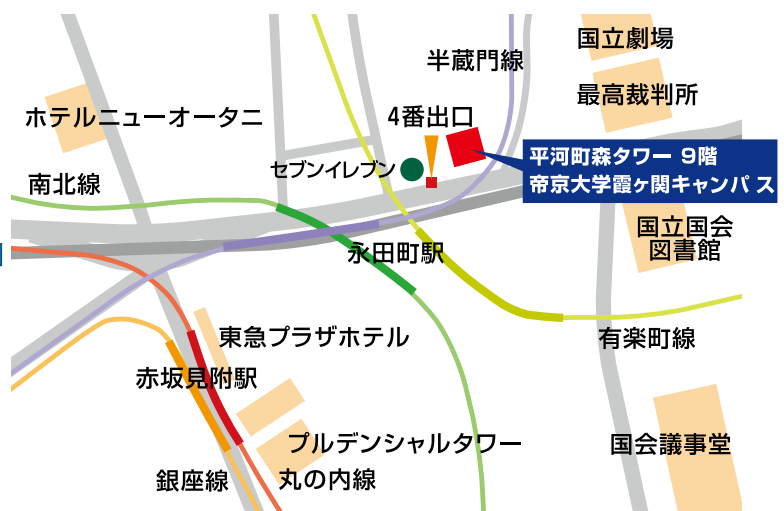 国立劇場
半蔵門線
最高裁判所
ホテルニューオータニ
4番出口
平河町森タワー 9階
帝京大学霞ヶ関キャンパス
セブンイレブン
南北線
国立国会
図書館
永田町駅
東急プラザホテル
有楽町線
赤坂見附駅
プルデンシャルタワー
国会議事堂
銀座線
丸の内線